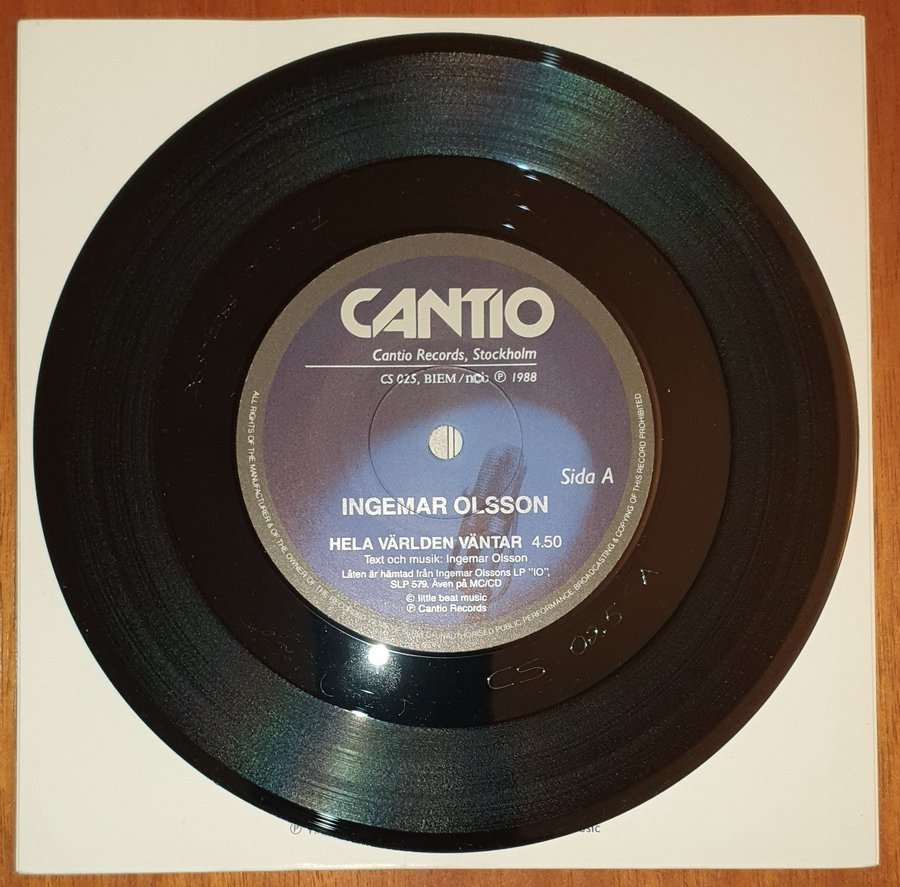 CANTIO
Cantio Records, Stockholm
CS 025, BIEM/ncb ℗ 1988
Sida A
INGEMAR OLSSON
HELA VÄRLDEN VÄNTAR 4.50
Text och musik: Ingemar Olsson
Låten är hämtad från Ingemar Olssons LP "IO",
SLP 579. Även på MC/CD
© little beat music
℗ Cantio Records
ALL RIGHTS OF THE MANUFACTURER & OF THE OWNER OF THE
UNAUTHORISED PUBLIC PERFORMANCE BROADCASTING & COPYING OF THIS RECORD PROHIBITED
CS 025 A
℗